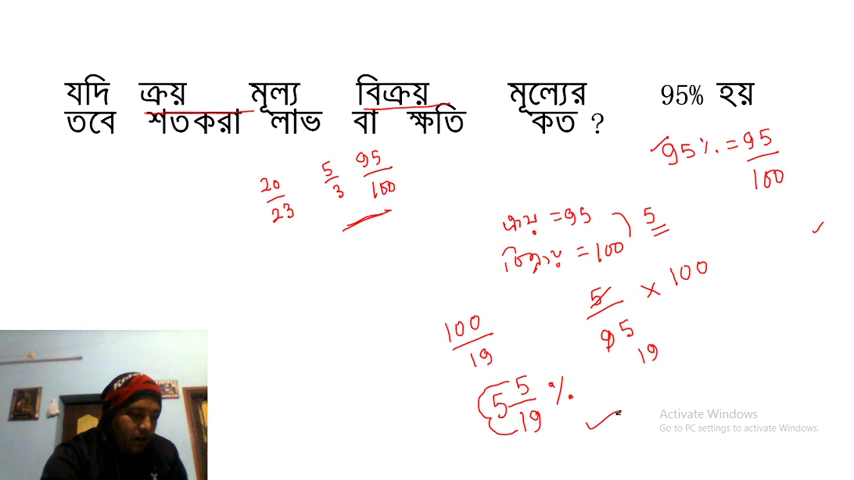 যদি ক্রয় মূল্য বিক্রয় মূল্যের 95% হয়
তবে শতকরা লাভ বা ক্ষতি কত ?
95% = 95/100
20/23 5/3 95/100
ক্রয় = 95 5
বিক্রয় = 100
5/95 × 100
19
100/19
5 5/19 %
Activate Windows
Go to PC settings to activate Windows.